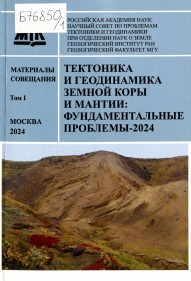 Б76850/1
МТК
РОССИЙСКАЯ АКАДЕМИЯ НАУК
НАУЧНЫЙ СОВЕТ ПО ПРОБЛЕМАМ
ТЕКТОНИКИ И ГЕОДИНАМИКИ
ПРИ ОТДЕЛЕНИИ НАУК О ЗЕМЛЕ
ГЕОЛОГИЧЕСКИЙ ИНСТИТУТ РАН
ГЕОЛОГИЧЕСКИЙ ФАКУЛЬТЕТ МГУ
МАТЕРИАЛЫ
СОВЕЩАНИЯ
Том I
МОСКВА
2024
ТЕКТОНИКА
И ГЕОДИНАМИКА
ЗЕМНОЙ КОРЫ
И МАНТИИ:
ФУНДАМЕНТАЛЬНЫЕ
ПРОБЛЕМЫ-2024